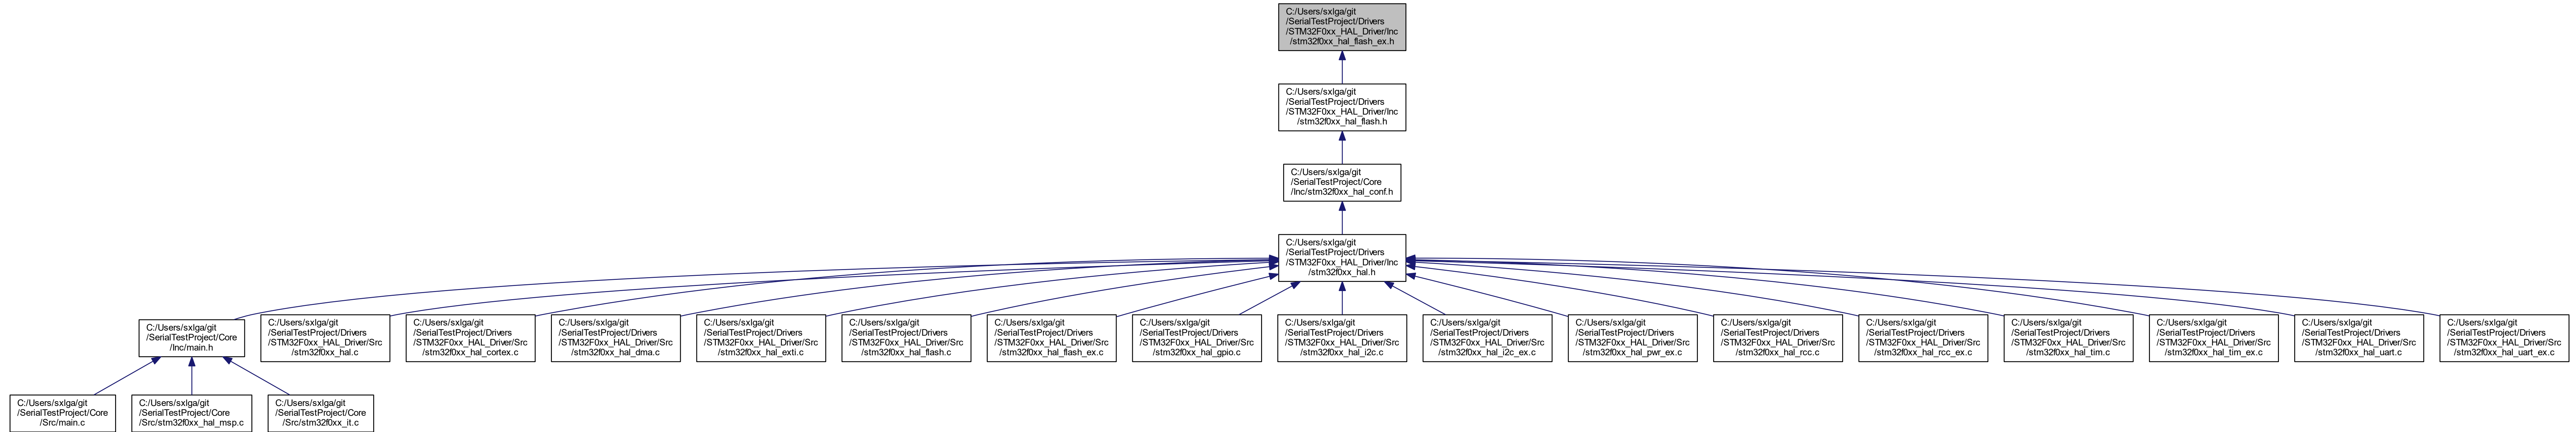 C:/Users/sxlga/git
/SerialTestProject/Drivers
/STM32F0xx_HAL_Driver/Inc
/stm32f0xx_hal_flash_ex.h
C:/Users/sxlga/git
/SerialTestProject/Drivers
/STM32F0xx_HAL_Driver/Inc
/stm32f0xx_hal_flash.h
C:/Users/sxlga/git
/SerialTestProject/Core
/Inc/stm32f0xx_hal_conf.h
C:/Users/sxlga/git
/SerialTestProject/Drivers
/STM32F0xx_HAL_Driver/Inc
/stm32f0xx_hal.h
C:/Users/sxlga/git
/SerialTestProject/Core
/Inc/main.h
C:/Users/sxlga/git
/SerialTestProject/Drivers
/STM32F0xx_HAL_Driver/Src
/stm32f0xx_hal.c
C:/Users/sxlga/git
/SerialTestProject/Drivers
/STM32F0xx_HAL_Driver/Src
/stm32f0xx_hal_cortex.c
C:/Users/sxlga/git
/SerialTestProject/Drivers
/STM32F0xx_HAL_Driver/Src
/stm32f0xx_hal_dma.c
C:/Users/sxlga/git
/SerialTestProject/Drivers
/STM32F0xx_HAL_Driver/Src
/stm32f0xx_hal_exti.c
C:/Users/sxlga/git
/SerialTestProject/Drivers
/STM32F0xx_HAL_Driver/Src
/stm32f0xx_hal_flash.c
C:/Users/sxlga/git
/SerialTestProject/Drivers
/STM32F0xx_HAL_Driver/Src
/stm32f0xx_hal_flash_ex.c
C:/Users/sxlga/git
/SerialTestProject/Drivers
/STM32F0xx_HAL_Driver/Src
/stm32f0xx_hal_gpio.c
C:/Users/sxlga/git
/SerialTestProject/Drivers
/STM32F0xx_HAL_Driver/Src
/stm32f0xx_hal_i2c.c
C:/Users/sxlga/git
/SerialTestProject/Drivers
/STM32F0xx_HAL_Driver/Src
/stm32f0xx_hal_i2c_ex.c
C:/Users/sxlga/git
/SerialTestProject/Drivers
/STM32F0xx_HAL_Driver/Src
/stm32f0xx_hal_pwr_ex.c
C:/Users/sxlga/git
/SerialTestProject/Drivers
/STM32F0xx_HAL_Driver/Src
/stm32f0xx_hal_rcc.c
C:/Users/sxlga/git
/SerialTestProject/Drivers
/STM32F0xx_HAL_Driver/Src
/stm32f0xx_hal_rcc_ex.c
C:/Users/sxlga/git
/SerialTestProject/Drivers
/STM32F0xx_HAL_Driver/Src
/stm32f0xx_hal_tim.c
C:/Users/sxlga/git
/SerialTestProject/Drivers
/STM32F0xx_HAL_Driver/Src
/stm32f0xx_hal_tim_ex.c
C:/Users/sxlga/git
/SerialTestProject/Drivers
/STM32F0xx_HAL_Driver/Src
/stm32f0xx_hal_uart.c
C:/Users/sxlga/git
/SerialTestProject/Drivers
/STM32F0xx_HAL_Driver/Src
/stm32f0xx_hal_uart_ex.c
C:/Users/sxlga/git
/SerialTestProject/Core
/Src/main.c
C:/Users/sxlga/git
/SerialTestProject/Core
/Src/stm32f0xx_hal_msp.c
C:/Users/sxlga/git
/SerialTestProject/Core
/Src/stm32f0xx_it.c